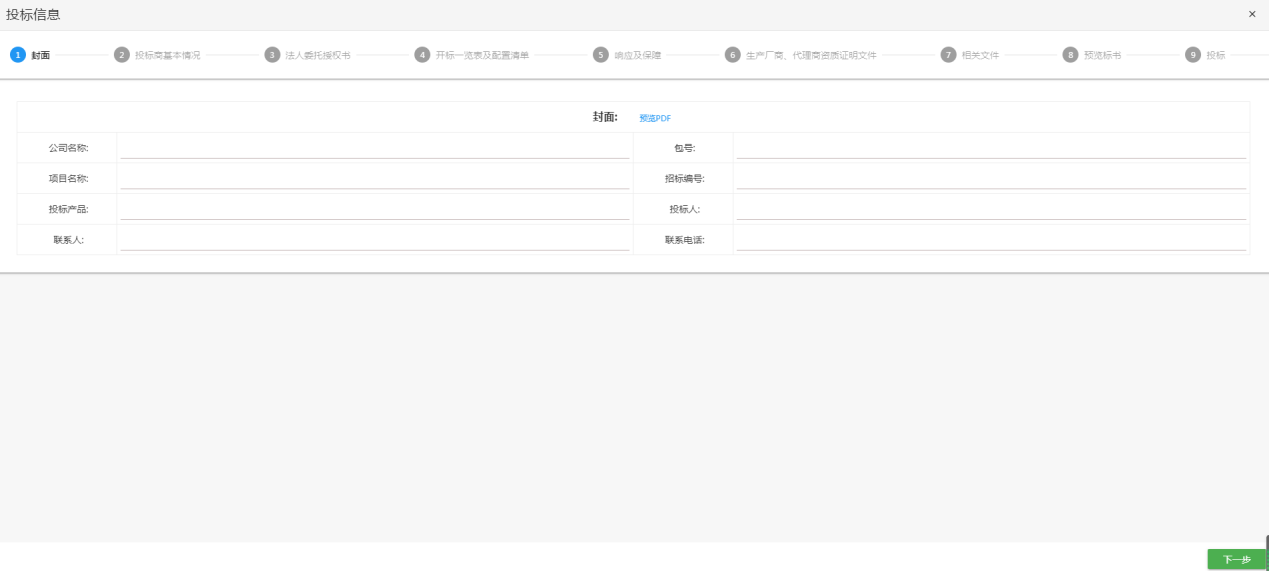 投标信息 ×
1 封面 2 投标商基本情况 3 法人委托授权书 4 开标一览表及配置清单 5 响应及保障 6 生产厂商、代理商资质证明文件 7 相关文件 8 预览标书 9 投标
封面: 预览PDF
公司名称: 包号:
项目名称: 招标编号:
投标产品: 投标人:
联系人: 联系电话:
下一步